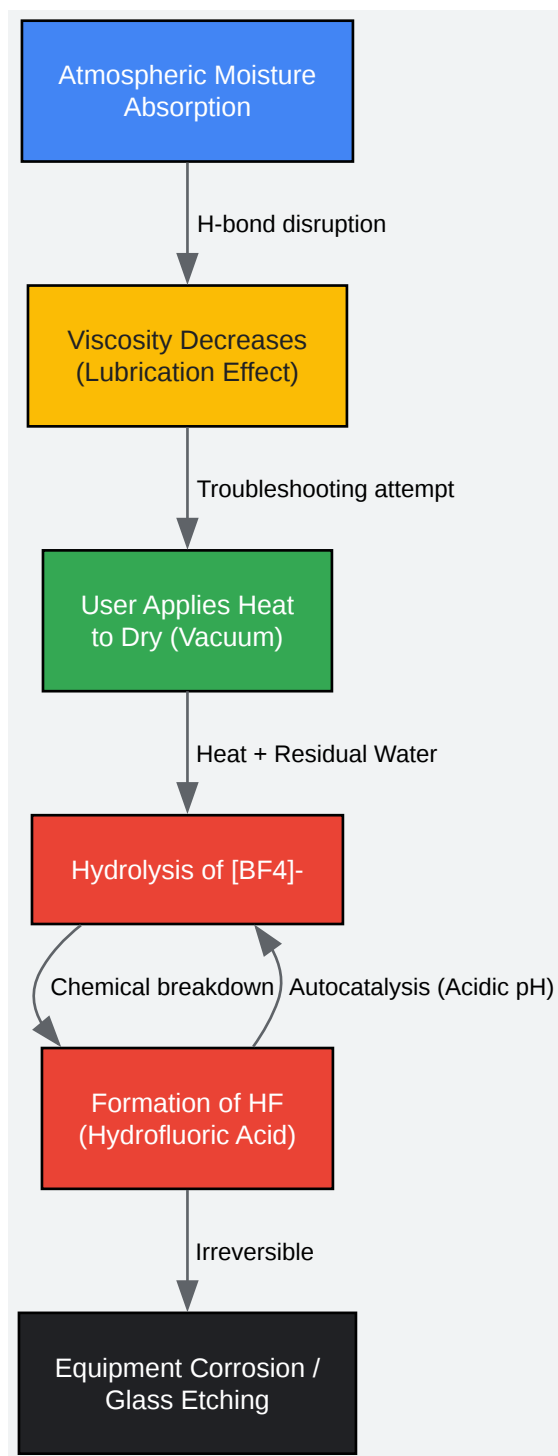 Atmospheric Moisture
Absorption
H-bond disruption
Viscosity Decreases
(Lubrication Effect)
Troubleshooting attempt
User Applies Heat
to Dry (Vacuum)
Heat + Residual Water
Hydrolysis of [BF4]-
Chemical breakdown
Autocatalysis (Acidic pH)
Formation of HF
(Hydrofluoric Acid)
Irreversible
Equipment Corrosion /
Glass Etching